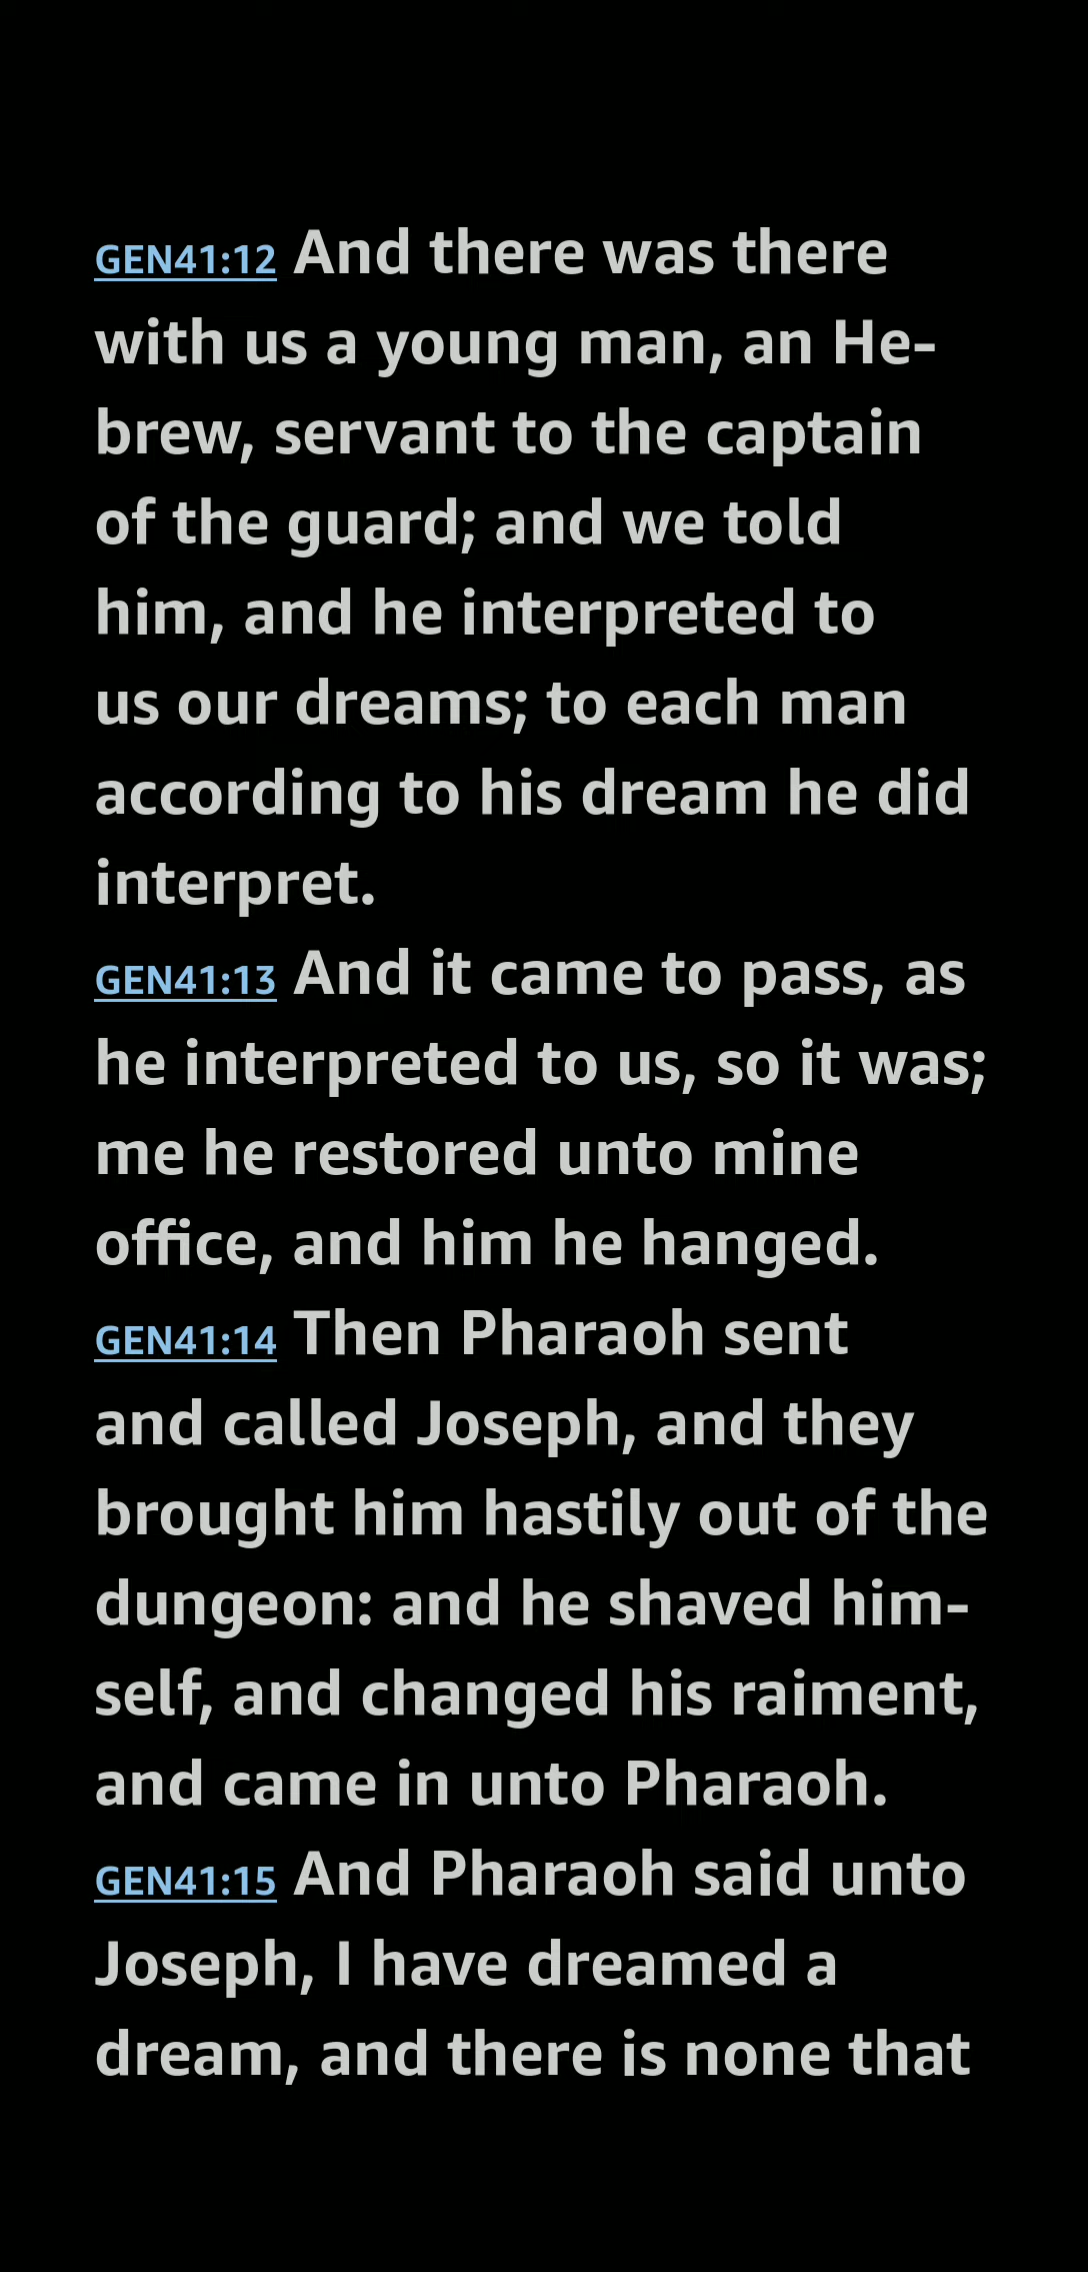 GEN41:12 And there was there
with us a young man, an He-
brew, servant to the captain
of the guard; and we told
him, and he interpreted to
us our dreams; to each man
according to his dream he did
interpret.
GEN41:13 And it came to pass, as
he interpreted to us, so it was;
me he restored unto mine
office, and him he hanged.
GEN41:14 Then Pharaoh sent
and called Joseph, and they
brought him hastily out of the
dungeon: and he shaved him-
self, and changed his raiment,
and came in unto Pharaoh.
GEN41:15 And Pharaoh said unto
Joseph, I have dreamed a
dream, and there is none that